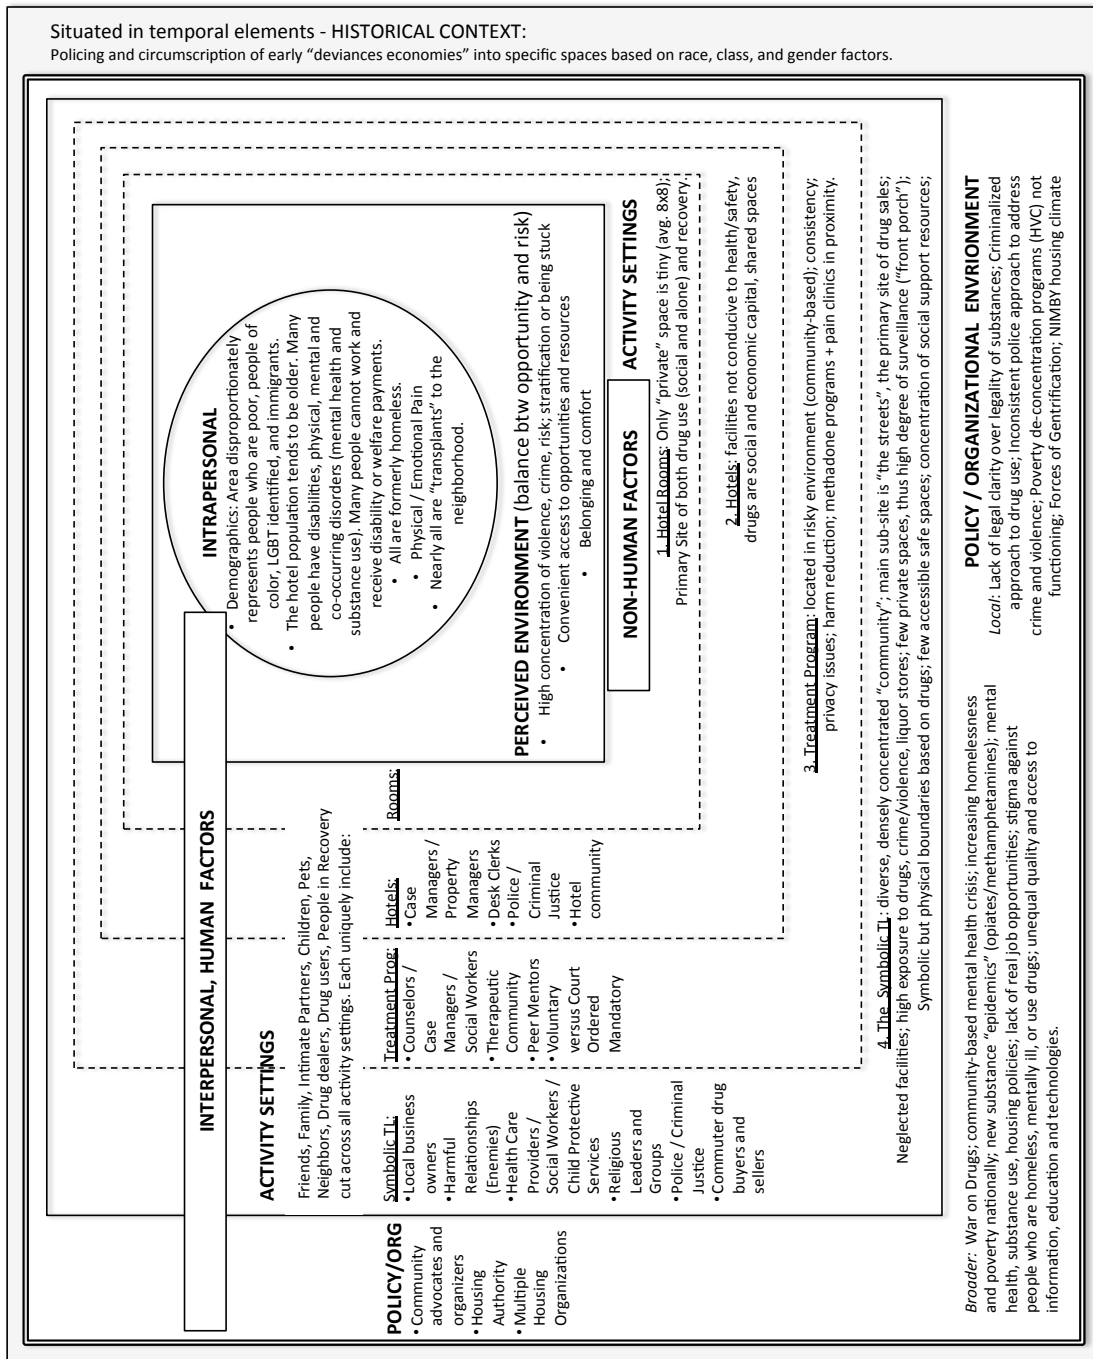 Situated in temporal elements - HISTORICAL CONTEXT:
Policing and circumscription of early “deviances economies” into specific spaces based on race, class, and gender factors.
INTERPERSONAL, HUMAN FACTORS
INTRAPERSONAL
• Demographics: Area disproportionately
represents people who are poor, people of
color, LGBT identified, and immigrants.
• The hotel population tends to be older. Many
people have disabilities, physical, mental and
co-occurring disorders (mental health and
substance use). Many people cannot work and
receive disability or welfare payments.
• All are formerly homeless.
• Physical / Emotional Pain
• Nearly all are “transplants” to the
neighborhood.
PERCEIVED ENVIRONMENT (balance btw opportunity and risk)
• High concentration of violence, crime, risk; stratification or being stuck
• Convenient access to opportunities and resources
• Belonging and comfort
ACTIVITY SETTINGS
Friends, Family, Intimate Partners, Children, Pets,
Neighbors, Drug dealers, Drug users, People in Recovery
cut across all activity settings. Each uniquely include:
POLICY/ORG
• Community
advocates and
organizers
• Housing
Authority
• Multiple
Housing
Organizations
Symbolic TL:
• Local business
owners
• Harmful
Relationships
(Enemies)
• Health Care
Providers /
Social Workers /
Child Protective
Services
• Religious
Leaders and
Groups
• Police / Criminal
Justice
• Commuter drug
buyers and
sellers
Treatment Prog:
• Counselors /
Case
Managers /
Social Workers
• Therapeutic
Community
• Peer Mentors
• Voluntary
versus Court
Ordered
Mandatory
Hotels:
• Case
Managers /
Property
Managers
• Desk Clerks
• Police /
Criminal
Justice
• Hotel
community
Rooms:
NON-HUMAN FACTORS
ACTIVITY SETTINGS
1. Hotel Rooms: Only “private” space is tiny (avg. 8x8);
Primary Site of both drug use (social and alone) and recovery.
2. Hotels: facilities not conducive to health/safety,
drugs are social and economic capital, shared spaces
3. Treatment Program: located in risky environment (community-based); consistency;
privacy issues; harm reduction; methadone programs + pain clinics in proximity.
4. The Symbolic TL: diverse, densely concentrated “community”; main sub-site is “the streets”, the primary site of drug sales;
Neglected facilities; high exposure to drugs, crime/violence, liquor stores; few private spaces, thus high degree of surveillance (“front porch”);
Symbolic but physical boundaries based on drugs; few accessible safe spaces; concentration of social support resources;
POLICY / ORGANIZATIONAL ENVRIONMENT
Broader: War on Drugs; community-based mental health crisis; increasing homelessness
and poverty nationally; new substance “epidemics” (opiates/methamphetamines); mental
health, substance use, housing policies; lack of real job opportunities; stigma against
people who are homeless, mentally ill, or use drugs; unequal quality and access to
information, education and technologies.
Local: Lack of legal clarity over legality of substances; Criminalized
approach to drug use; Inconsistent police approach to address
crime and violence; Poverty de-concentration programs (HVC) not
functioning; Forces of Gentrification; NIMBY housing climate